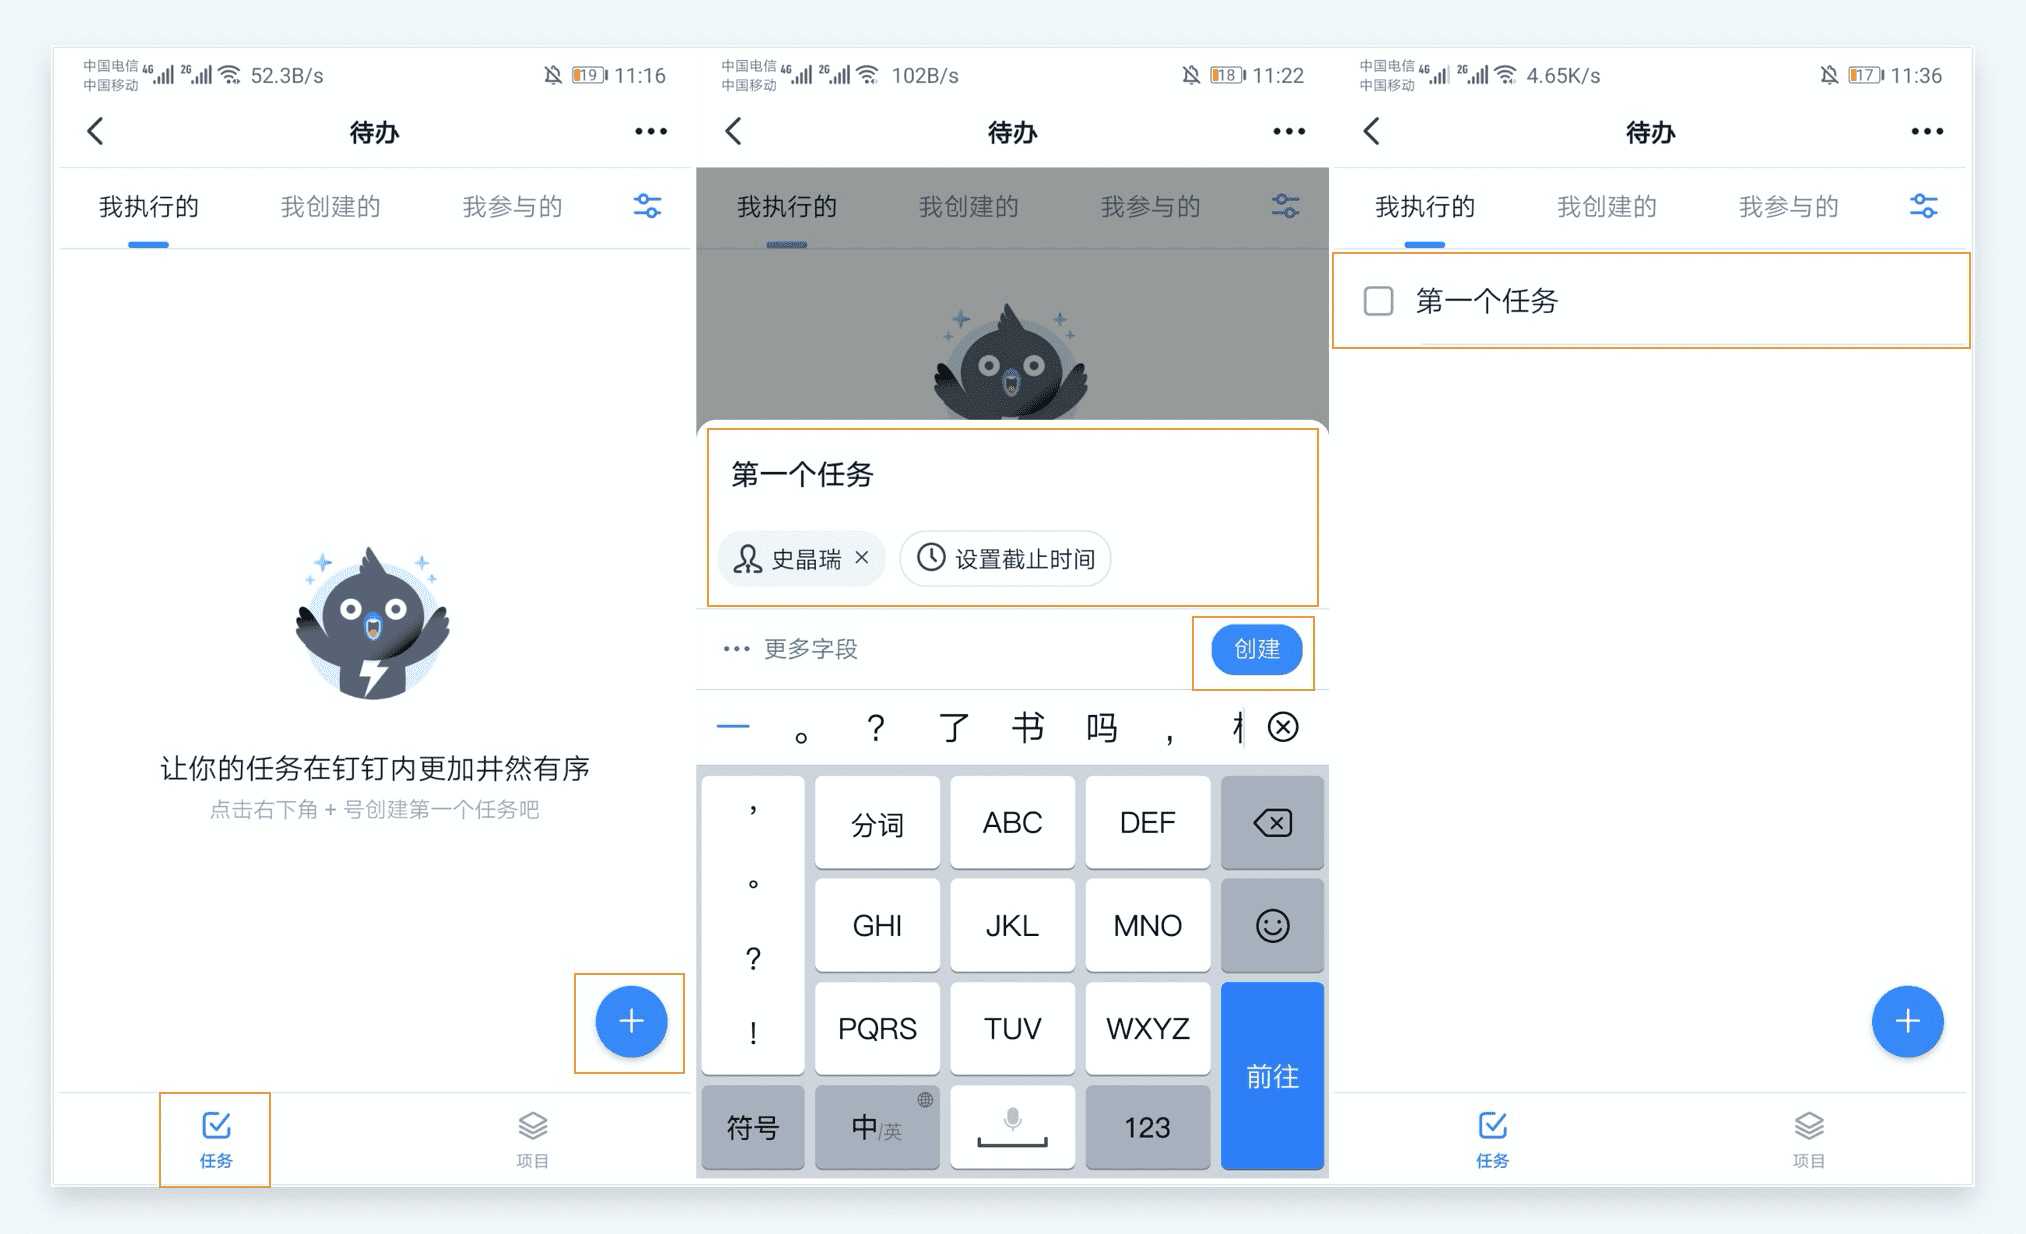 中国电信 4G 2G 52.3B/s 19 11:16
中国移动
待办
我执行的 我创建的 我参与的
让你的任务在钉钉内更加井然有序
点击右下角 + 号创建第一个任务吧
任务 项目
中国电信 4G 2G 102B/s 18 11:22
中国移动
待办
我执行的 我创建的 我参与的
第一个任务
史晶瑞 × 设置截止时间
··· 更多字段 创建
一 。 ? 了 书 吗 ,
, 分词 ABC DEF
。 GHI JKL MNO
?
! PQRS TUV WXYZ
前往
符号 中/英 123
中国电信 4G 2G 4.65K/s 17 11:36
中国移动
待办
我执行的 我创建的 我参与的
第一个任务
任务 项目